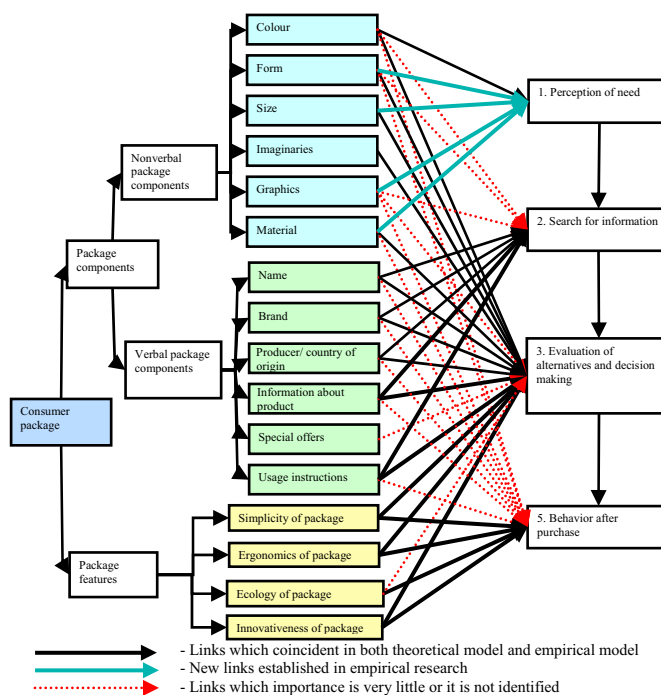 Colour
Form
Size
Imaginaries
Graphics
Material
Nonverbal
package
components
Package
components
Verbal package
components
Consumer
package
Package
features
Name
Brand
Producer/ country of
origin
Information about
product
Special offers
Usage instructions
Simplicity of package
Ergonomics of package
Ecology of package
Innovativeness of package
1. Perception of need
2. Search for information
3. Evaluation of
alternatives and decision
making
5. Behavior after
purchase
- Links which coincident in both theoretical model and empirical model
- New links established in empirical research
- Links which importance is very little or it is not identified